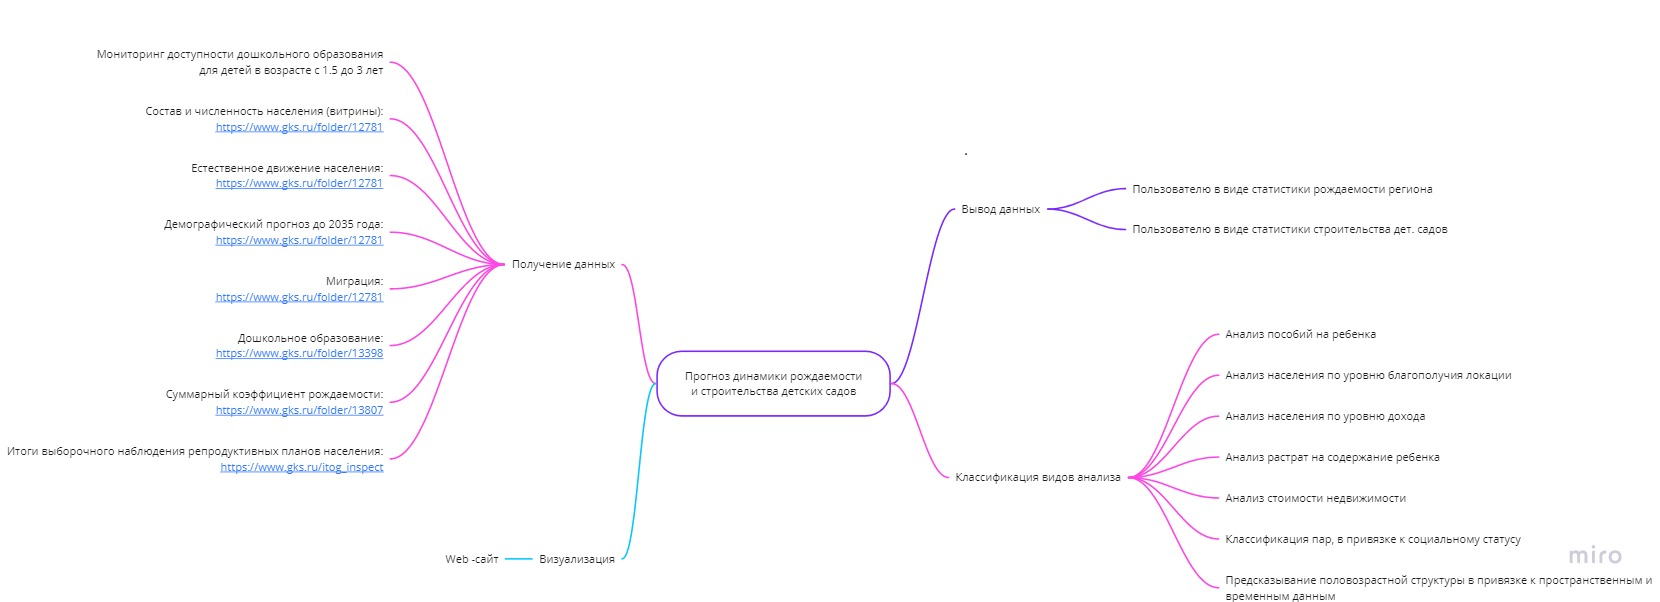 Мониторинг доступности дошкольного образования
для детей в возрасте с 1.5 до 3 лет
Состав и численность населения (витрины):
https://www.gks.ru/folder/12781
Естественное движение населения:
https://www.gks.ru/folder/12781
Демографический прогноз до 2035 года:
https://www.gks.ru/folder/12781
Миграция:
https://www.gks.ru/folder/12781
Дошкольное образование:
https://www.gks.ru/folder/13398
Суммарный коэффициент рождаемости:
https://www.gks.ru/folder/13807
Итоги выборочного наблюдения репродуктивных планов населения:
https://www.gks.ru/itog_inspect
Получение данных
Web -сайт
Визуализация
Прогноз динамики рождаемости
и строительства детских садов
.
Вывод данных
Пользователю в виде статистики рождаемости региона
Пользователю в виде статистики строительства дет. садов
Классификация видов анализа
Анализ пособий на ребенка
Анализ населения по уровню благополучия локации
Анализ населения по уровню дохода
Анализ растрат на содержание ребенка
Анализ стоимости недвижимости
Классификация пар, в привязке к социальному статусу
Предсказывание половозрастной структуры в привязке к пространственным и
временным данным
miro